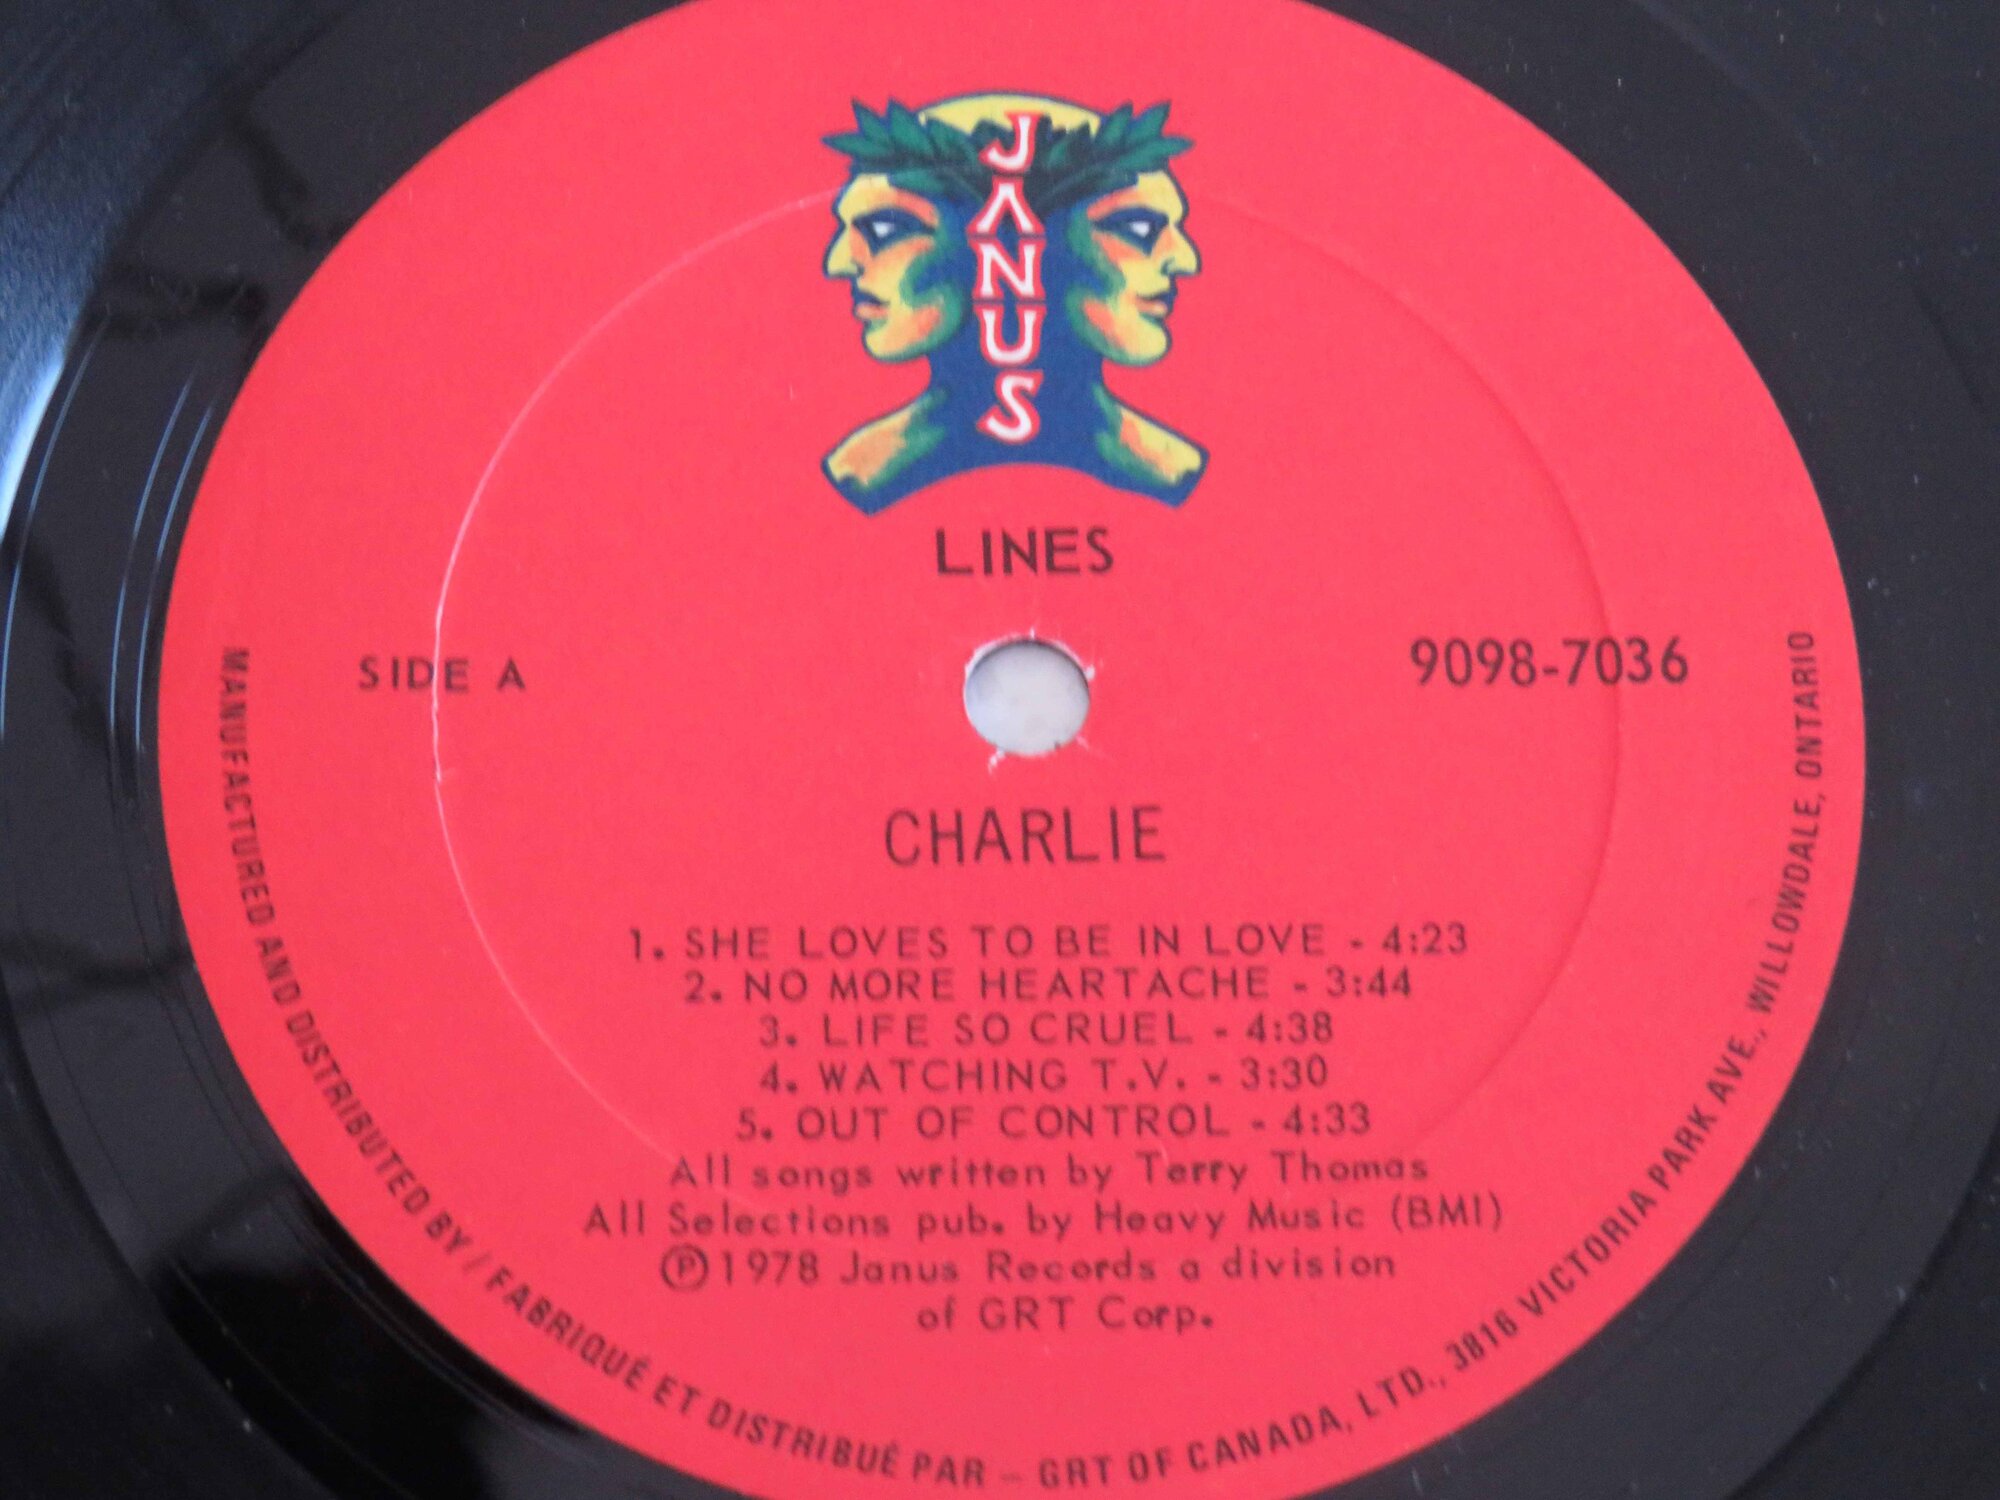 JANUS
LINES
SIDE A
9098-7036
CHARLIE
1. SHE LOVES TO BE IN LOVE - 4:23
2. NO MORE HEARTACHE - 3:44
3. LIFE SO CRUEL - 4:38
4. WATCHING T.V. - 3:30
5. OUT OF CONTROL - 4:33
All songs written by Terry Thomas
All Selections pub. by Heavy Music (BMI)
Ⓟ1978 Janus Records a division
of GRT Corp.
MANUFACTURED AND DISTRIBUTED BY / FABRIQUÉ ET DISTRIBUÉ PAR — GRT OF CANADA, LTD., 3816 VICTORIA PARK AVE., WILLOWDALE, ONTARIO